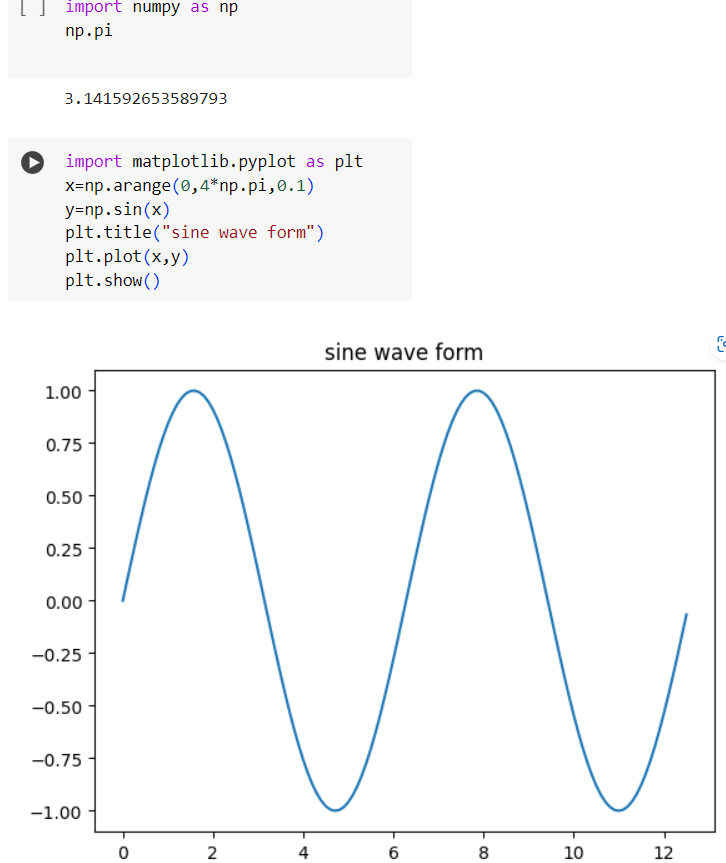 [ ] import numpy as np
np.pi
3.141592653589793
import matplotlib.pyplot as plt
x=np.arange(0,4*np.pi,0.1)
y=np.sin(x)
plt.title("sine wave form")
plt.plot(x,y)
plt.show()
sine wave form
1.00
0.75
0.50
0.25
0.00
−0.25
−0.50
−0.75
−1.00
0 2 4 6 8 10 12